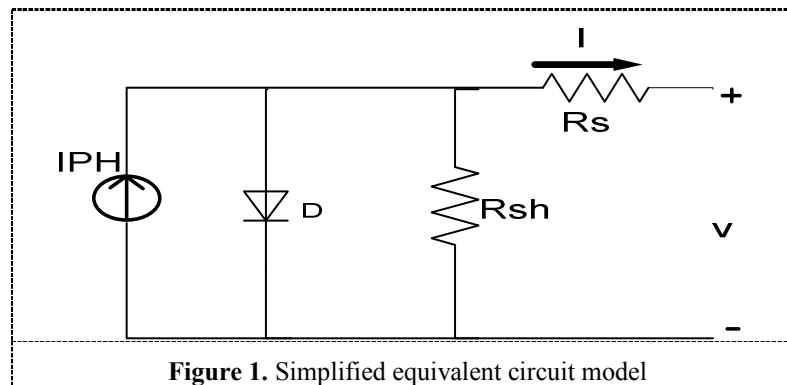 I
+
Rs
IPH
D
Rsh
v
-
Figure 1. Simplified equivalent circuit model